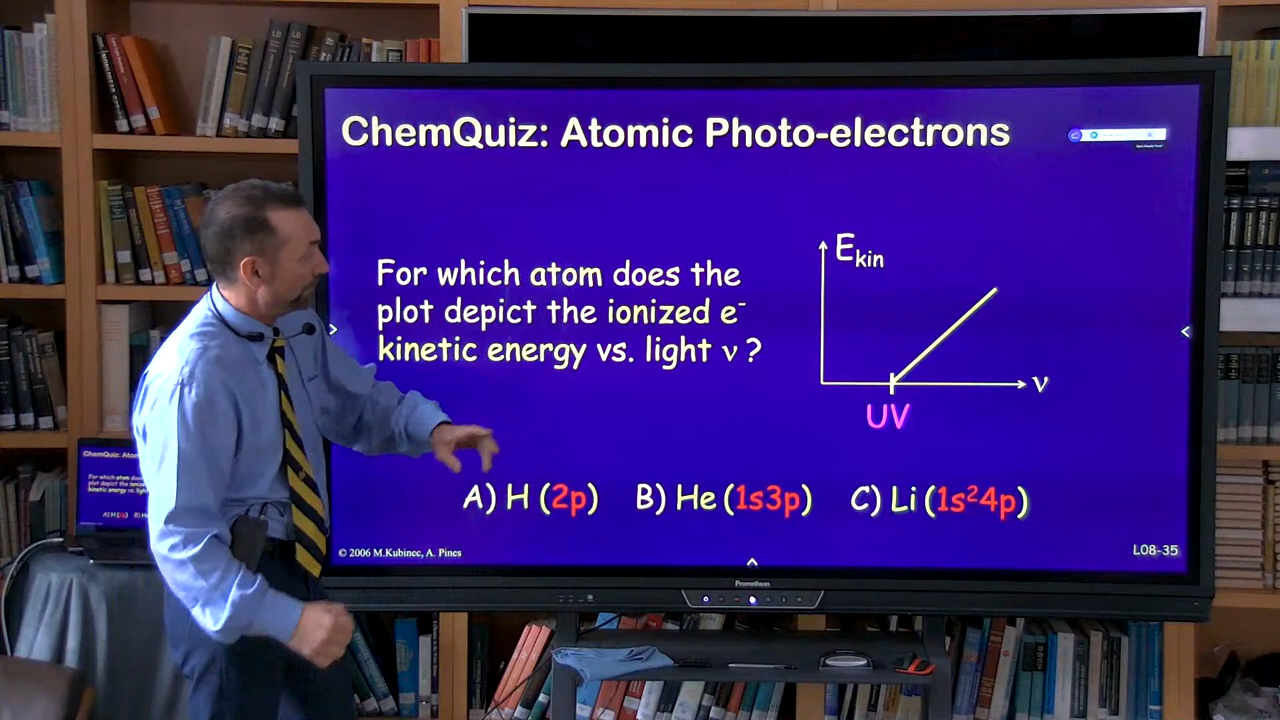 ChemQuiz: Atomic Photo-electrons
For which atom does the
plot depict the ionized e⁻
kinetic energy vs. light ν ?
E_kin
ν
UV
A) H (2p) B) He (1s3p) C) Li (1s²4p)
© 2006 M.Kubinec, A. Pines
L08-35
Promethean